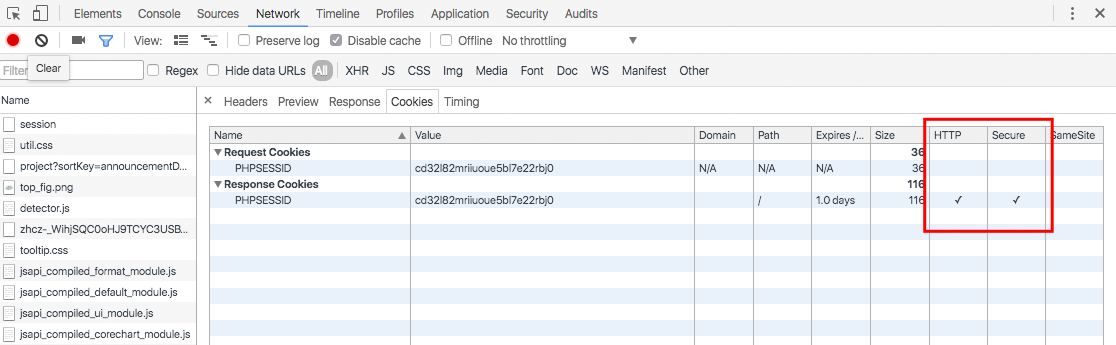 Elements Console Sources Network Timeline Profiles Application Security Audits
View: Preserve log Disable cache Offline No throttling
Filter Clear Regex Hide data URLs All XHR JS CSS Img Media Font Doc WS Manifest Other
Name × Headers Preview Response Cookies Timing
session
util.css
project?sortKey=announcementD...
top_fig.png
detector.js
zhcz-_WihjSQC0oHJ9TCYC3USB...
tooltip.css
jsapi_compiled_format_module.js
jsapi_compiled_default_module.js
jsapi_compiled_ui_module.js
jsapi_compiled_corechart_module.js
Name Value Domain Path Expires /... Size HTTP Secure SameSite
Request Cookies 36
PHPSESSID cd32l82mriiuoue5bl7e22rbj0 N/A N/A N/A 36
Response Cookies 116
PHPSESSID cd32l82mriiuoue5bl7e22rbj0 / 1.0 days 116 ✓ ✓